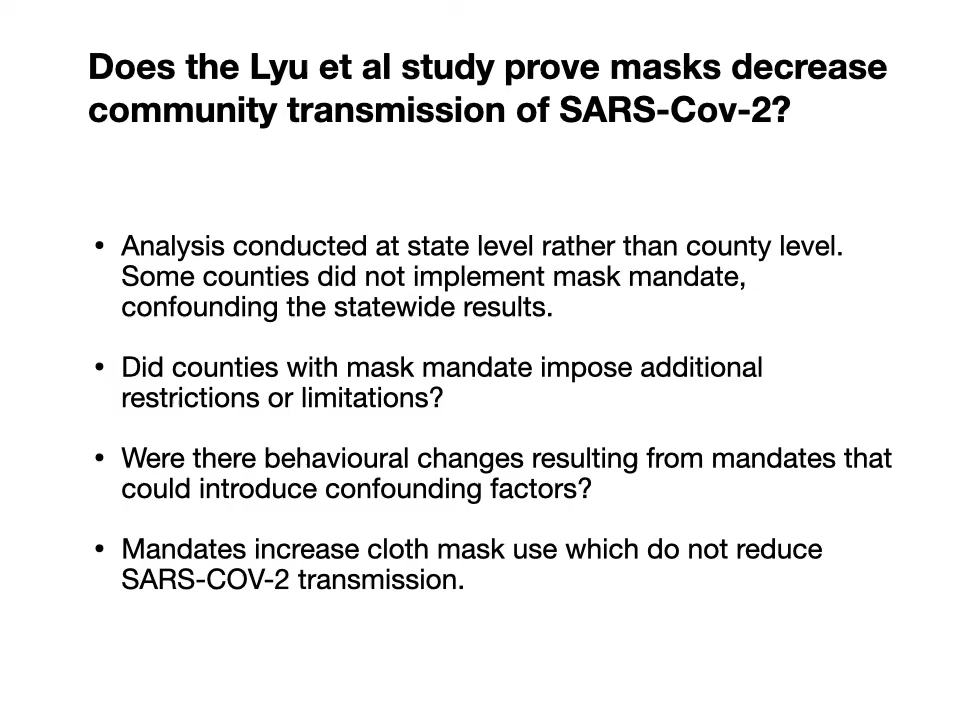 Does the Lyu et al study prove masks decrease
community transmission of SARS-Cov-2?
• Analysis conducted at state level rather than county level.
Some counties did not implement mask mandate,
confounding the statewide results.
• Did counties with mask mandate impose additional
restrictions or limitations?
• Were there behavioural changes resulting from mandates that
could introduce confounding factors?
• Mandates increase cloth mask use which do not reduce
SARS-COV-2 transmission.